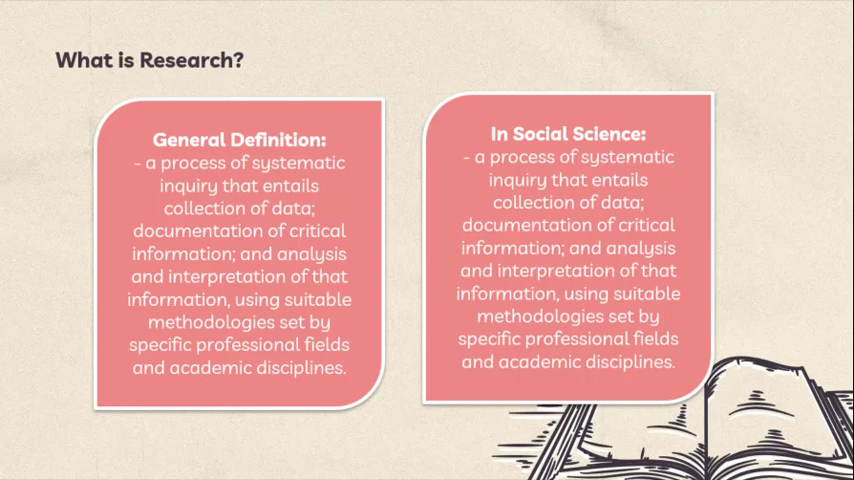 What is Research?
General Definition:
- a process of systematic
inquiry that entails
collection of data;
documentation of critical
information; and analysis
and interpretation of that
information, using suitable
methodologies set by
specific professional fields
and academic disciplines.
In Social Science:
- a process of systematic
inquiry that entails
collection of data;
documentation of critical
information; and analysis
and interpretation of that
information, using suitable
methodologies set by
specific professional fields
and academic disciplines.